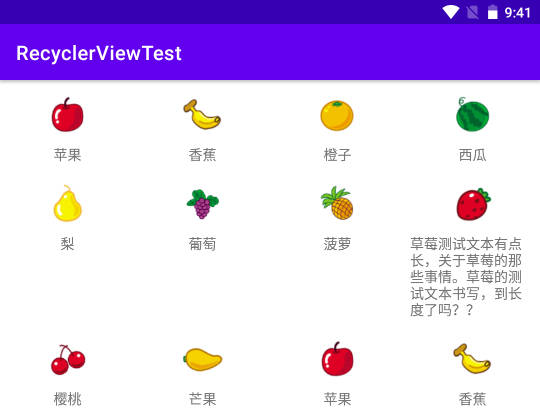 9:41
RecyclerViewTest
苹果 香蕉 橙子 西瓜
梨 葡萄 菠萝 草莓测试文本有点
长，关于草莓的那
些事情。草莓的测
试文本书写，到长
度了吗？？
樱桃 芒果 苹果 香蕉